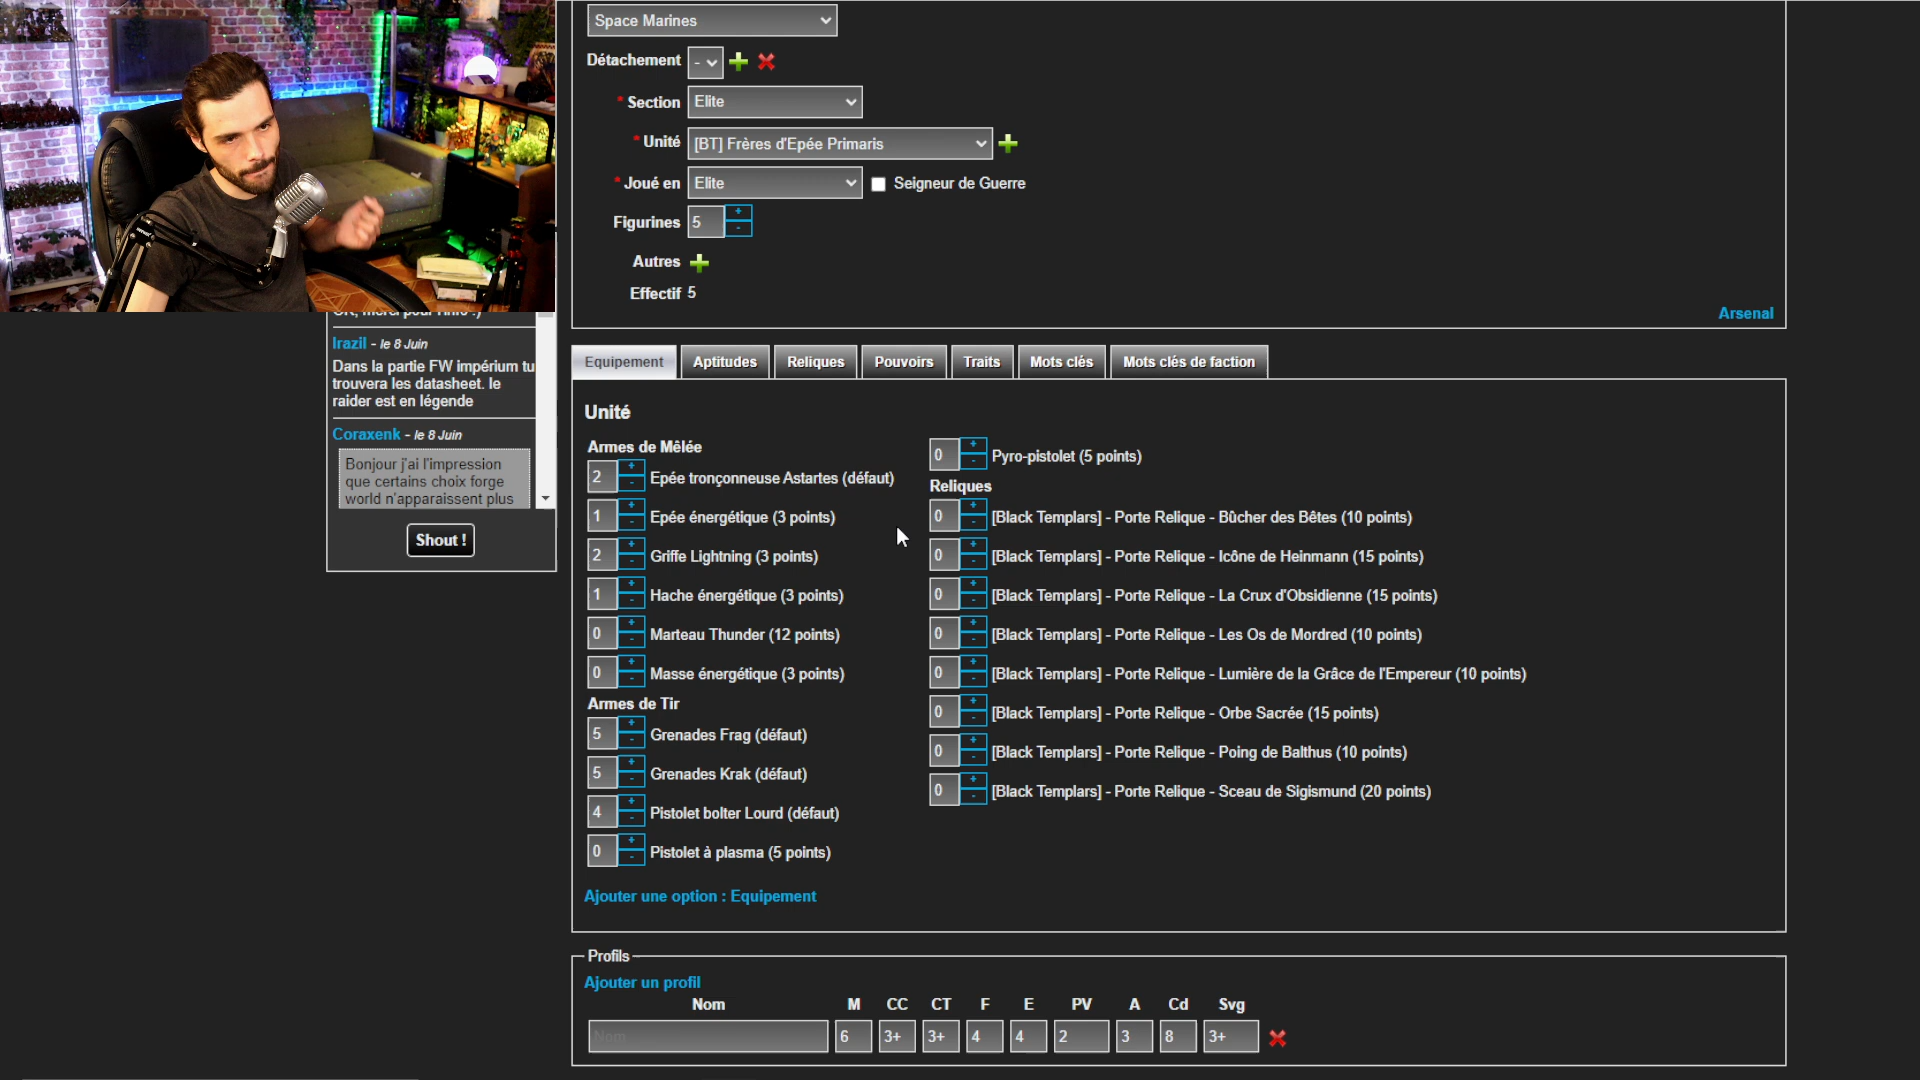 Space Marines
Détachement -
* Section Elite
* Unité [BT] Frères d'Epée Primaris
* Joué en Elite Seigneur de Guerre
Figurines 5 + -
Autres
Effectif 5
Arsenal
Irazil - le 8 Juin
Dans la partie FW impérium tu
trouvera les datasheet. le
raider est en légende
Coraxenk - le 8 Juin
Bonjour j'ai l'impression
que certains choix forge
world n'apparaissent plus
Shout !
Equipement Aptitudes Reliques Pouvoirs Traits Mots clés Mots clés de faction
Unité
Armes de Mêlée
2 + - Epée tronçonneuse Astartes (défaut)
1 + - Epée énergétique (3 points)
2 + - Griffe Lightning (3 points)
1 + - Hache énergétique (3 points)
0 + - Marteau Thunder (12 points)
0 + - Masse énergétique (3 points)
Armes de Tir
5 + - Grenades Frag (défaut)
5 + - Grenades Krak (défaut)
4 + - Pistolet bolter Lourd (défaut)
0 + - Pistolet à plasma (5 points)
0 + - Pyro-pistolet (5 points)
Reliques
0 + - [Black Templars] - Porte Relique - Bûcher des Bêtes (10 points)
0 + - [Black Templars] - Porte Relique - Icône de Heinmann (15 points)
0 + - [Black Templars] - Porte Relique - La Crux d'Obsidienne (15 points)
0 + - [Black Templars] - Porte Relique - Les Os de Mordred (10 points)
0 + - [Black Templars] - Porte Relique - Lumière de la Grâce de l'Empereur (10 points)
0 + - [Black Templars] - Porte Relique - Orbe Sacrée (15 points)
0 + - [Black Templars] - Porte Relique - Poing de Balthus (10 points)
0 + - [Black Templars] - Porte Relique - Sceau de Sigismund (20 points)
Ajouter une option : Equipement
Profils
Ajouter un profil
Nom M CC CT F E PV A Cd Svg
Nom 6 3+ 3+ 4 4 2 3 8 3+